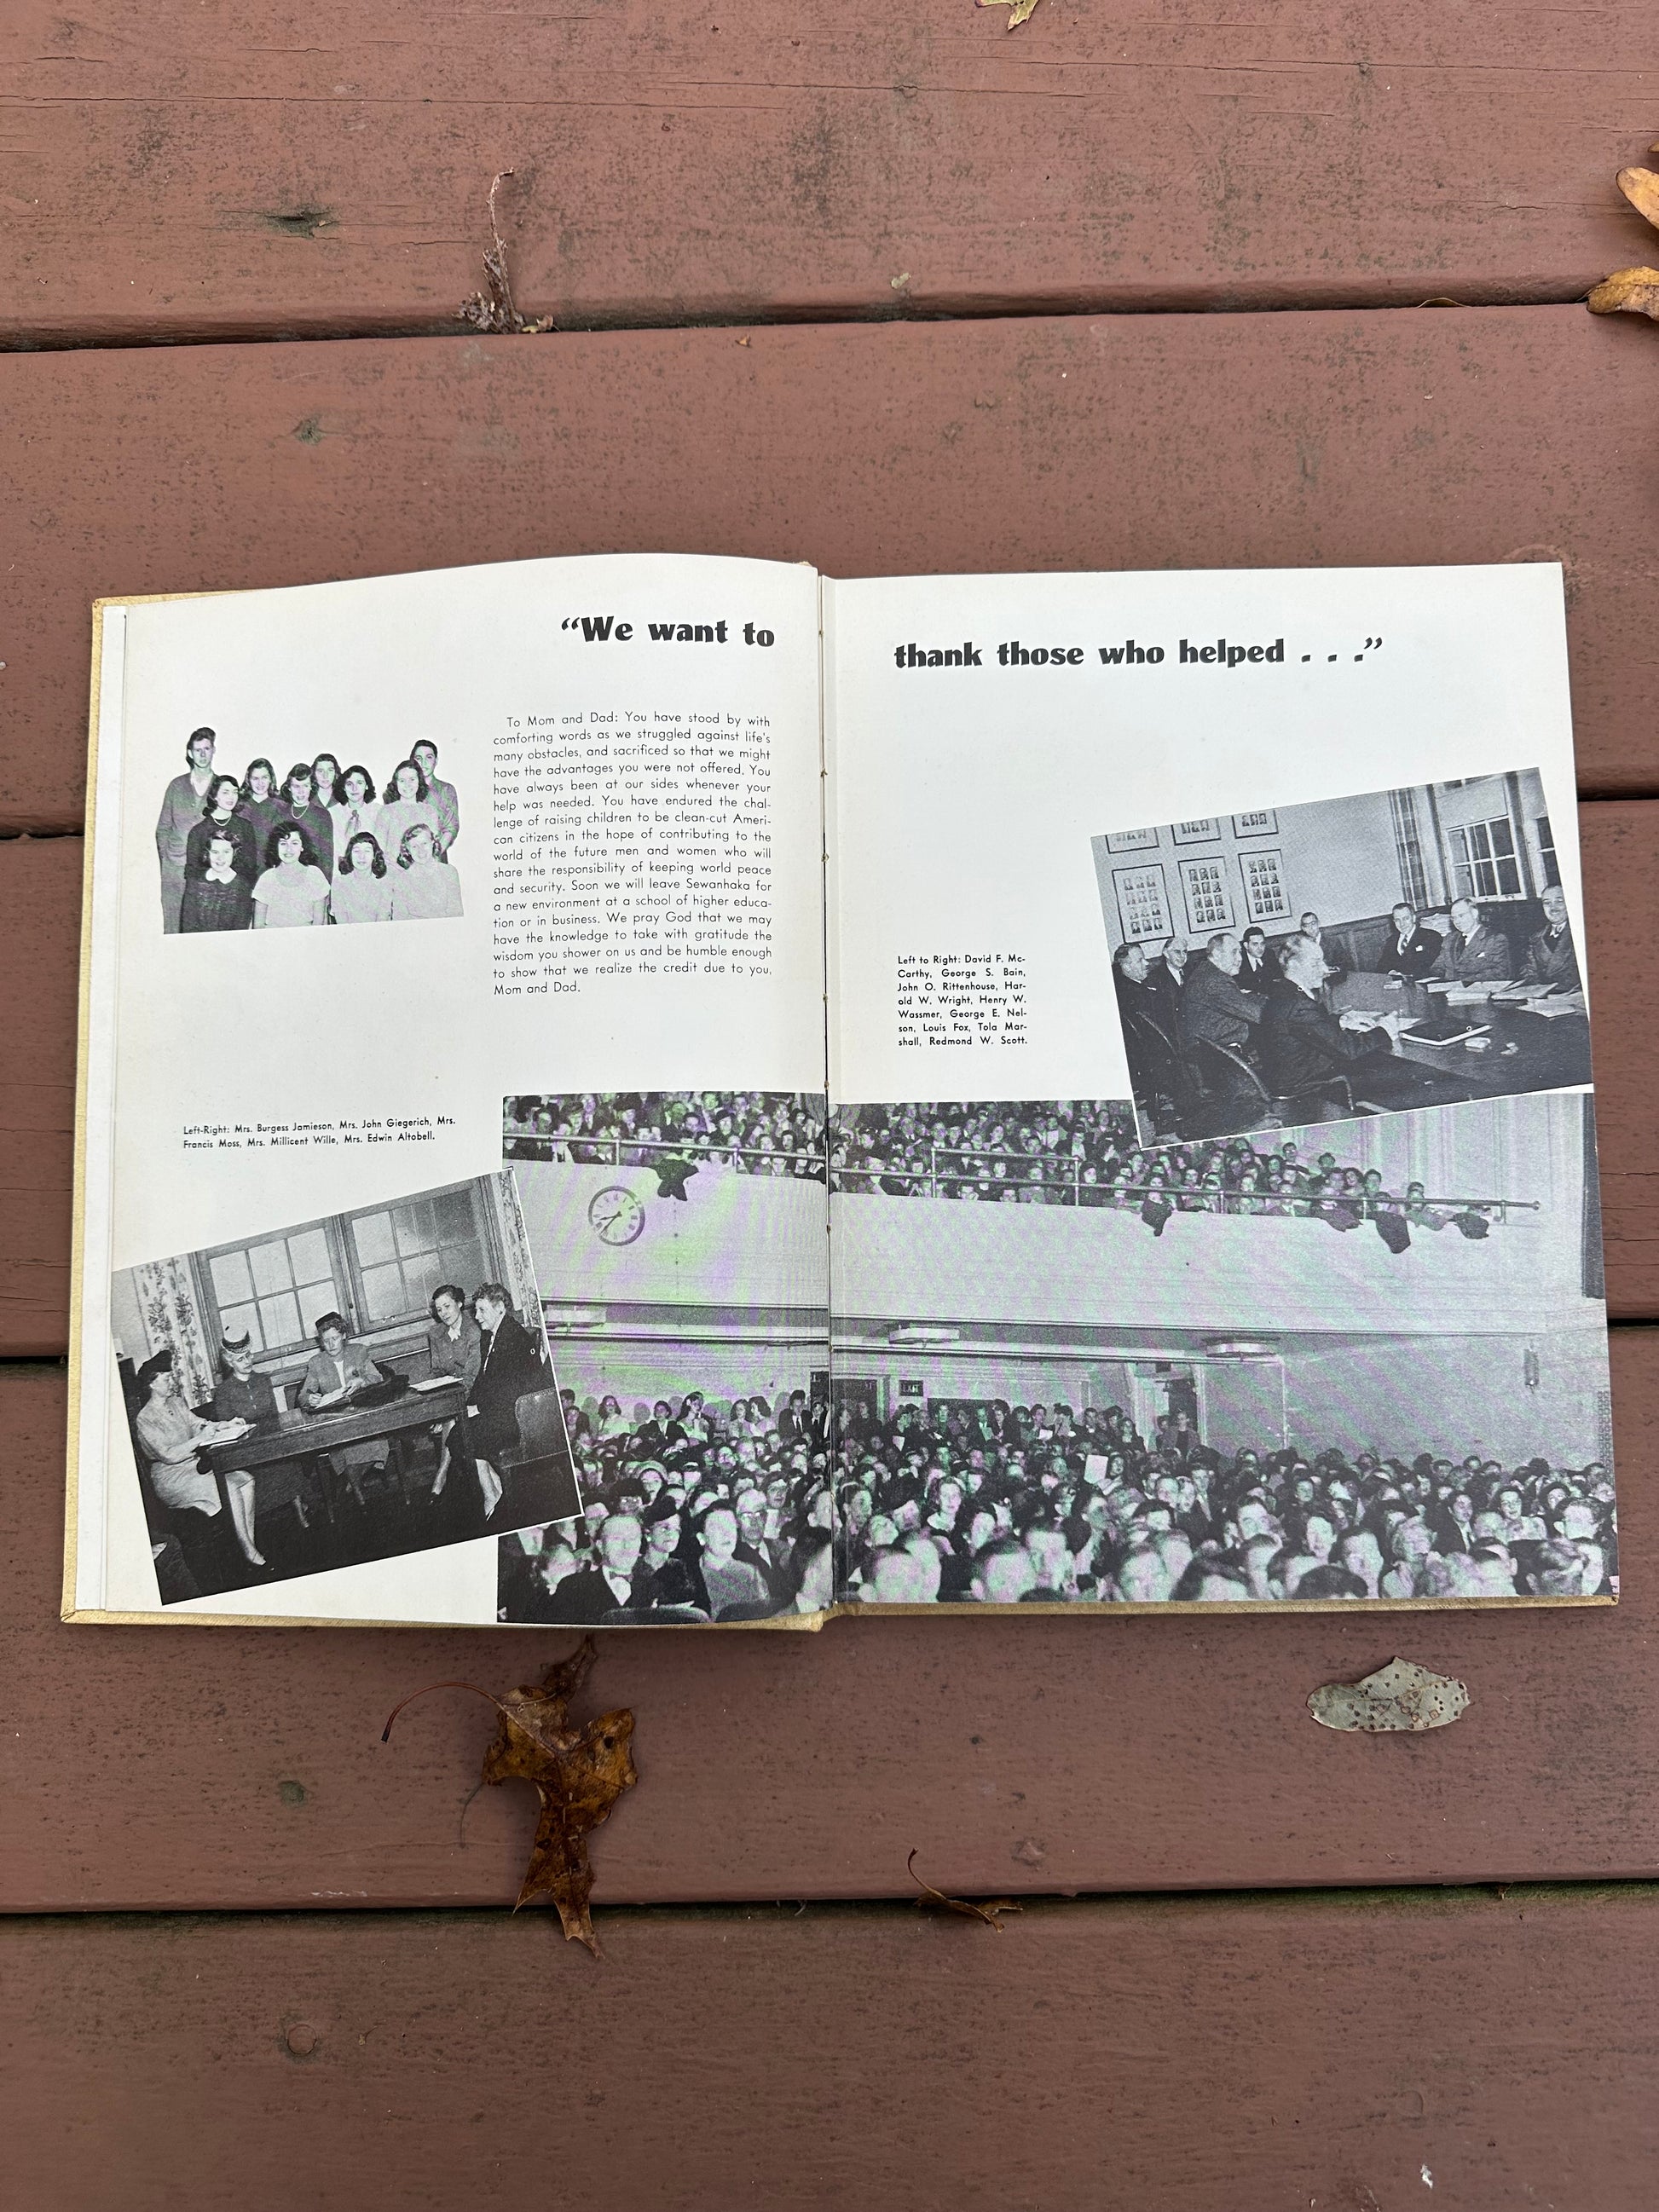 “We want to
thank those who helped . . .”
To Mom and Dad: You have stood by with
comforting words as we struggled against life's
many obstacles, and sacrificed so that we might
have the advantages you were not offered. You
have always been at our sides whenever your
help was needed. You have endured the chal-
lenge of raising children to be clean-cut Ameri-
can citizens in the hope of contributing to the
world of the future men and women who will
share the responsibility of keeping world peace
and security. Soon we will leave Sewanhaka for
a new environment at a school of higher educa-
tion or in business. We pray God that we may
have the knowledge to take with gratitude the
wisdom you shower on us and be humble enough
to show that we realize the credit due to you,
Mom and Dad.
Left-Right: Mrs. Burgess Jamieson, Mrs. John Giegerich, Mrs.
Francis Moss, Mrs. Millicent Wille, Mrs. Edwin Altobell.
Left to Right: David F. Mc-
Carthy, George S. Bain,
John O. Rittenhouse, Har-
old W. Wright, Henry W.
Wassmer, George E. Nel-
son, Louis Fox, Tola Mar-
shall, Redmond W. Scott.
EXIT